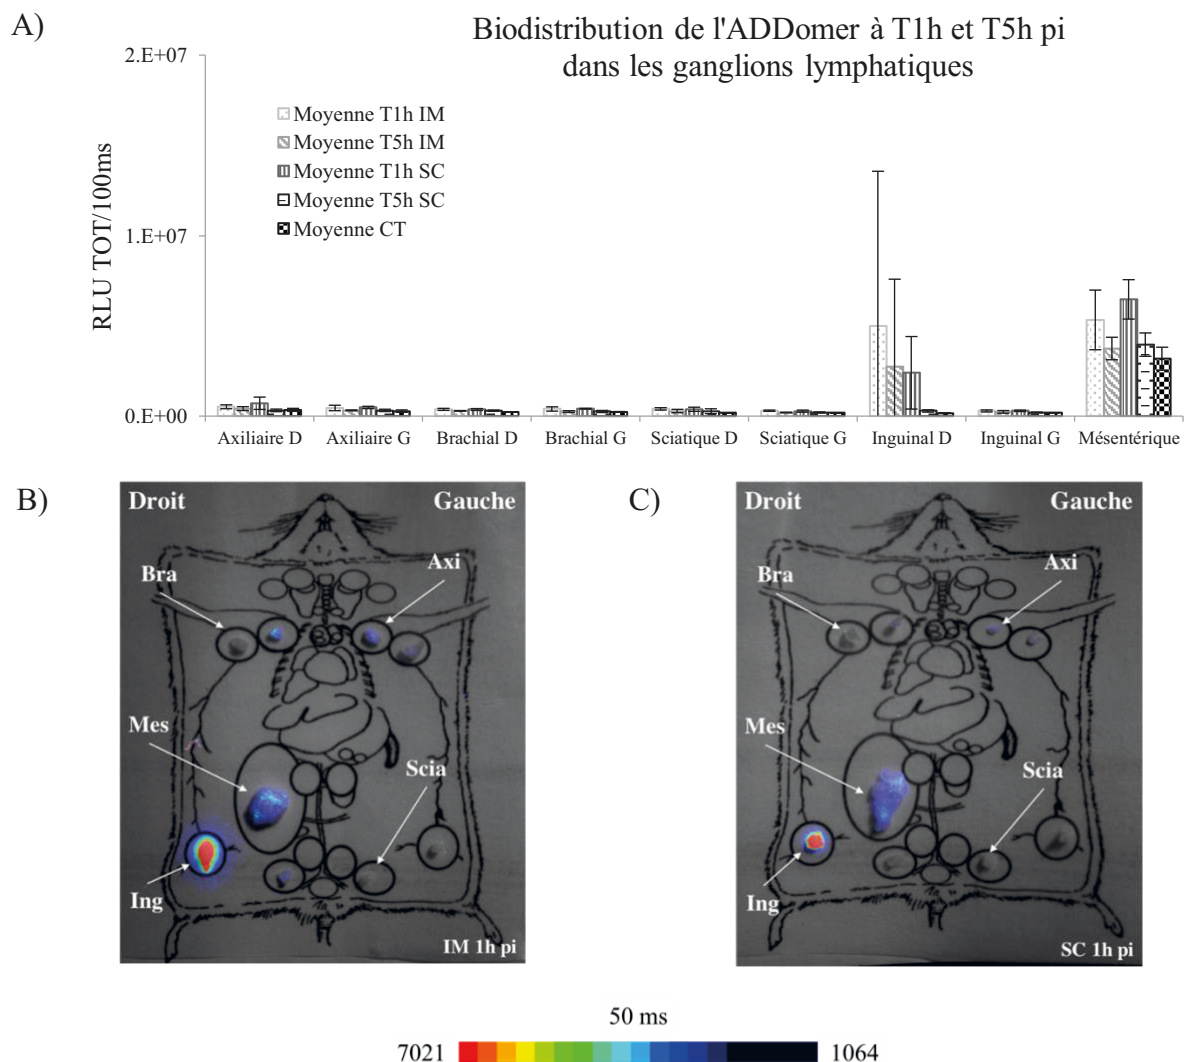 A)
Biodistribution de l'ADDomer à T1h et T5h pi
dans les ganglions lymphatiques
2.E+07
1.E+07
0.E+00
RLU TOT/100ms
Moyenne T1h IM
Moyenne T5h IM
Moyenne T1h SC
Moyenne T5h SC
Moyenne CT
Axiliaire D
Axiliaire G
Brachial D
Brachial G
Sciatique D
Sciatique G
Inguinal D
Inguinal G
Mésentérique
B)
Droit
Gauche
Bra
Axi
Mes
Scia
Ing
IM 1h pi
C)
Droit
Gauche
Bra
Axi
Mes
Scia
Ing
SC 1h pi
50 ms
7021
1064